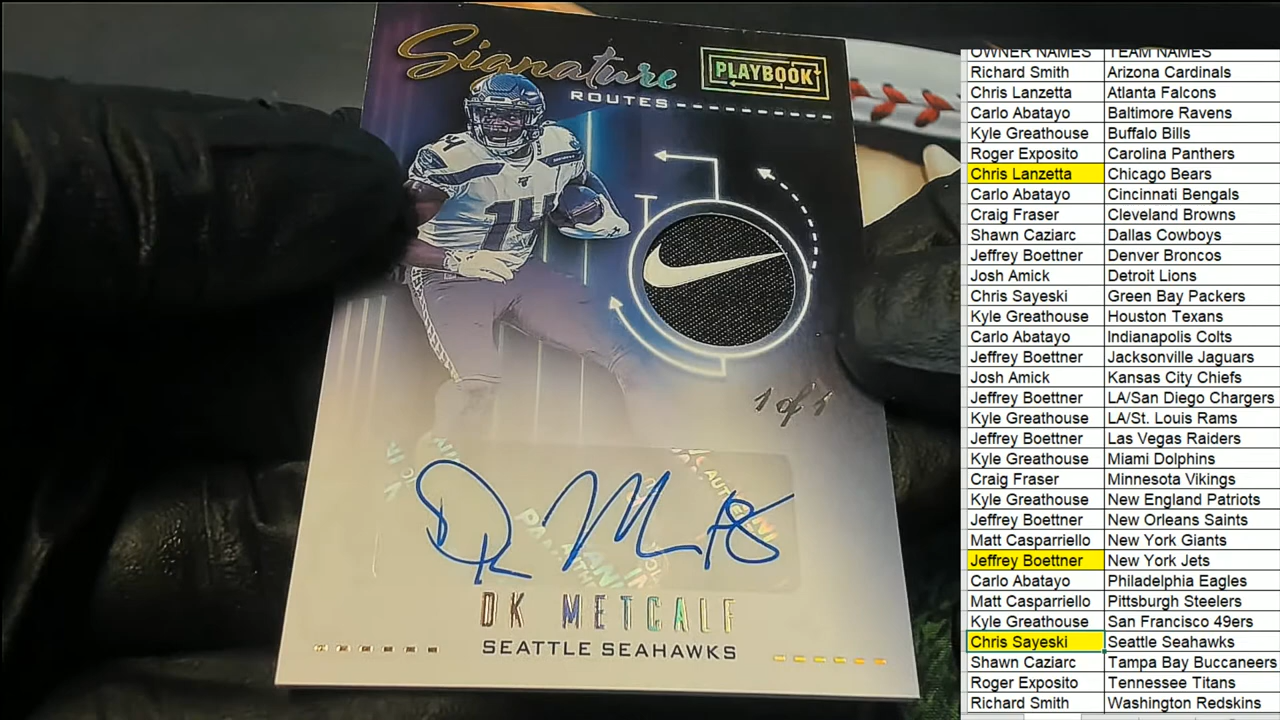 Signature
ROUTES
PLAYBOOK
14
1 of 1
DK METCALF
SEATTLE SEAHAWKS
OWNER NAMES TEAM NAMES
Richard Smith Arizona Cardinals
Chris Lanzetta Atlanta Falcons
Carlo Abatayo Baltimore Ravens
Kyle Greathouse Buffalo Bills
Roger Exposito Carolina Panthers
Chris Lanzetta Chicago Bears
Carlo Abatayo Cincinnati Bengals
Craig Fraser Cleveland Browns
Shawn Caziarc Dallas Cowboys
Jeffrey Boettner Denver Broncos
Josh Amick Detroit Lions
Chris Sayeski Green Bay Packers
Kyle Greathouse Houston Texans
Carlo Abatayo Indianapolis Colts
Jeffrey Boettner Jacksonville Jaguars
Josh Amick Kansas City Chiefs
Jeffrey Boettner LA/San Diego Chargers
Kyle Greathouse LA/St. Louis Rams
Jeffrey Boettner Las Vegas Raiders
Kyle Greathouse Miami Dolphins
Craig Fraser Minnesota Vikings
Kyle Greathouse New England Patriots
Jeffrey Boettner New Orleans Saints
Matt Casparriello New York Giants
Jeffrey Boettner New York Jets
Carlo Abatayo Philadelphia Eagles
Matt Casparriello Pittsburgh Steelers
Kyle Greathouse San Francisco 49ers
Chris Sayeski Seattle Seahawks
Shawn Caziarc Tampa Bay Buccaneers
Roger Exposito Tennessee Titans
Richard Smith Washington Redskins